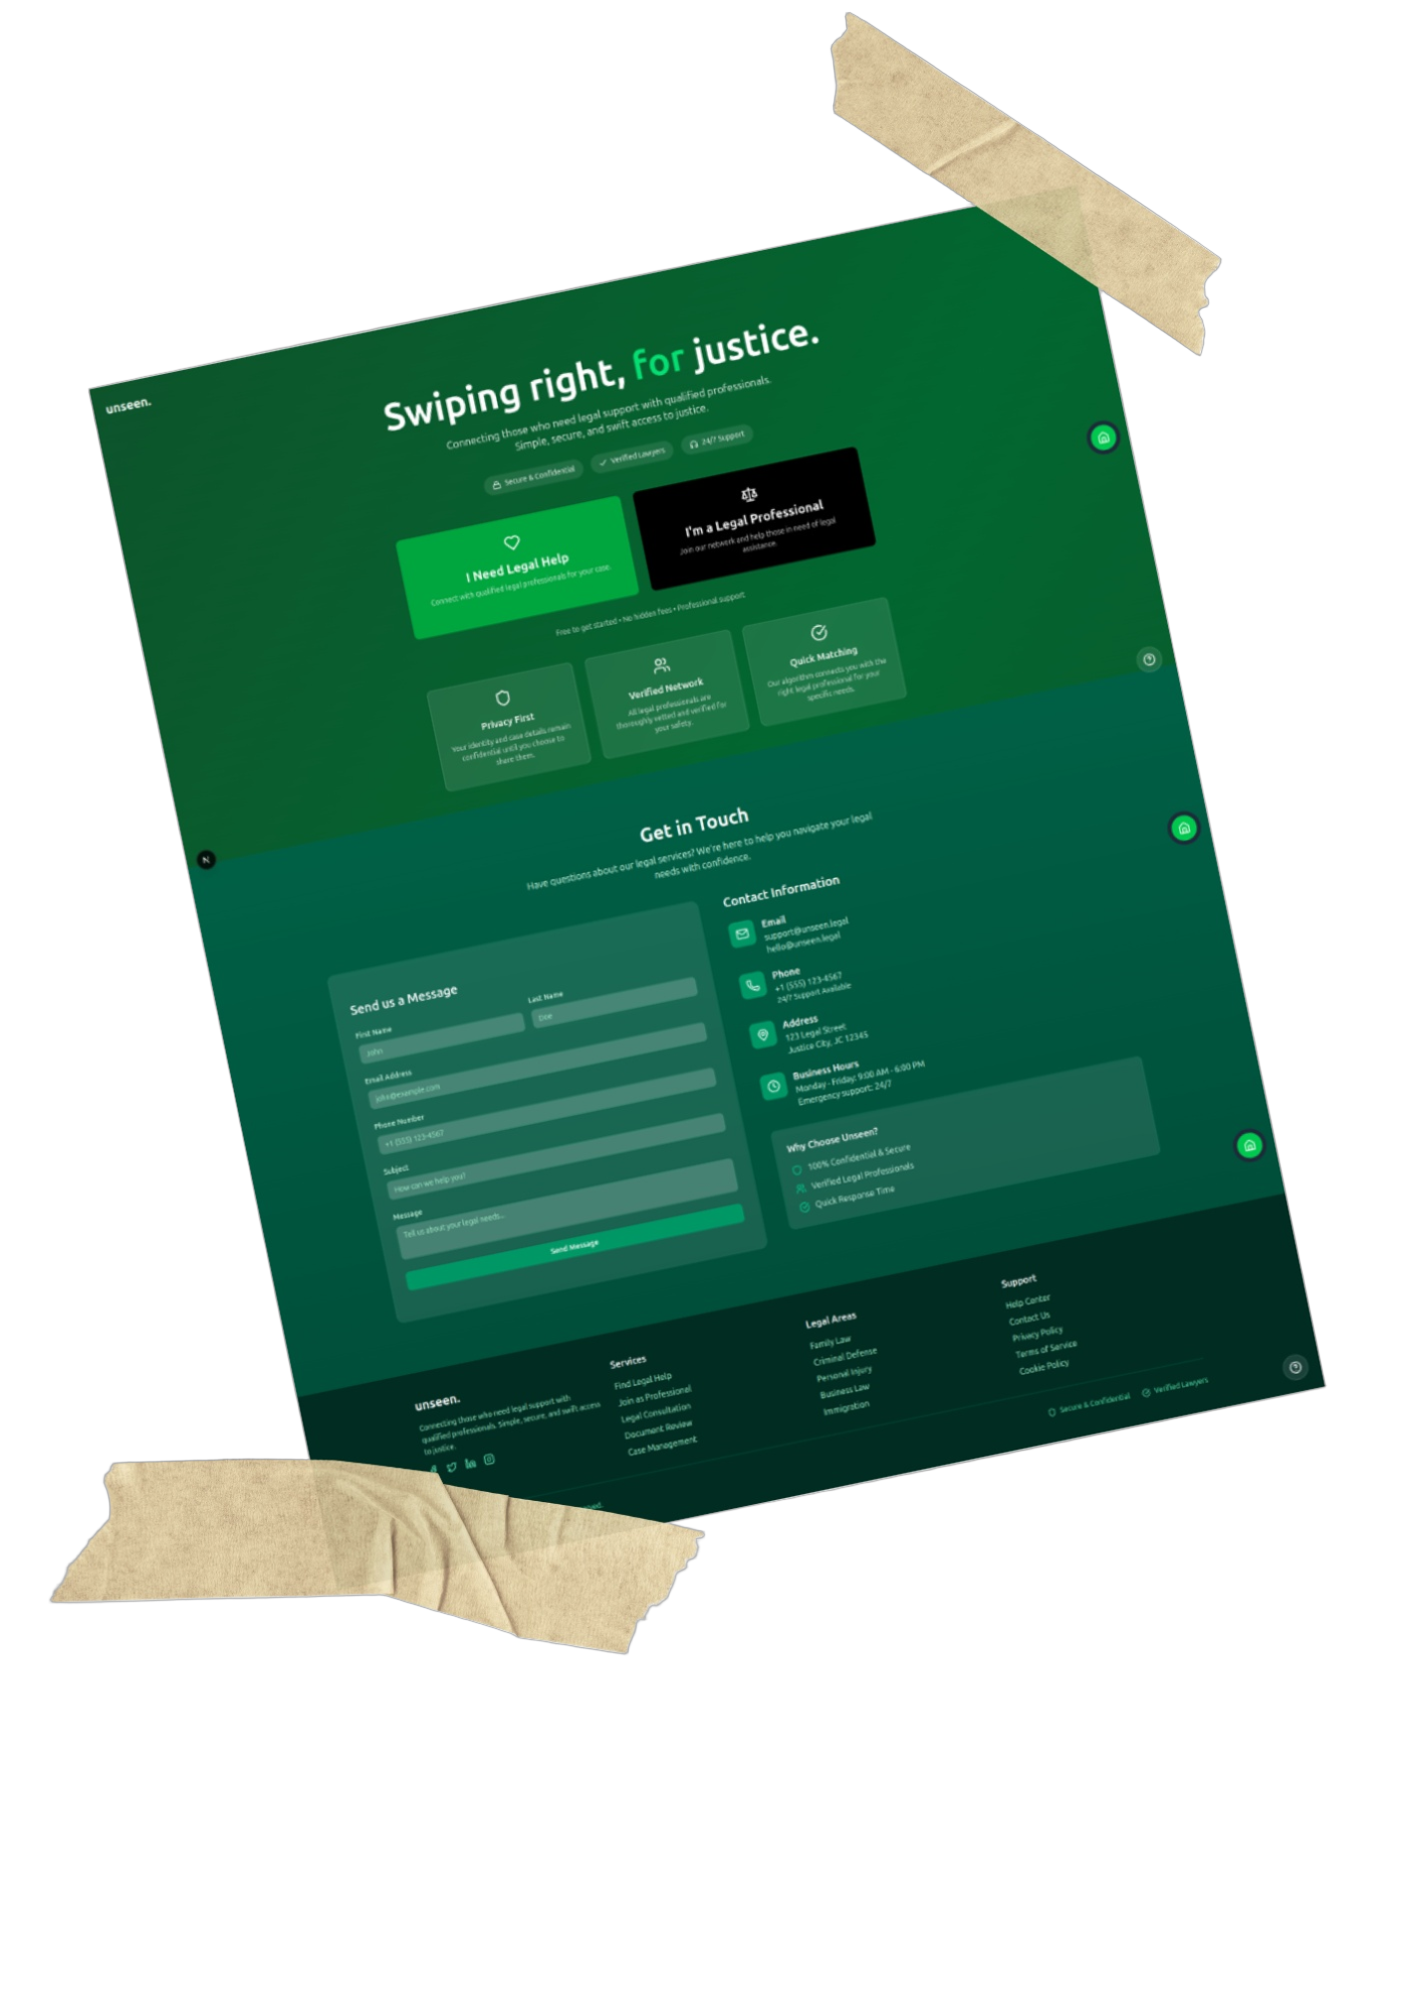 unseen.
Swiping right, for justice.
Connecting those who need legal support with qualified professionals.
Simple, secure, and swift access to justice.
Secure & Confidential
Verified Lawyers
24/7 Support
I Need Legal Help
Connect with qualified legal professionals for your case.
I'm a Legal Professional
Join our network and help those in need of legal
assistance.
Free to get started • No hidden fees • Professional support
Privacy First
Your identity and case details remain
confidential until you choose to
share them.
Verified Network
All legal professionals are
thoroughly vetted and verified for
your safety.
Quick Matching
Our algorithm connects you with the
right legal professional for your
specific needs.
N
Get in Touch
Have questions about our legal services? We're here to help you navigate your legal
needs with confidence.
Send us a Message
First Name
Last Name
John
Doe
Email Address
john@example.com
Phone Number
+1 (555) 123-4567
Subject
How can we help you?
Message
Tell us about your legal needs...
Send Message
Contact Information
Email
support@unseen.legal
hello@unseen.legal
Phone
+1 (555) 123-4567
24/7 Support Available
Address
123 Legal Street
Justice City, JC 12345
Business Hours
Monday - Friday: 9:00 AM - 6:00 PM
Emergency support: 24/7
Why Choose Unseen?
100% Confidential & Secure
Verified Legal Professionals
Quick Response Time
unseen.
Connecting those who need legal support with
qualified professionals. Simple, secure, and swift access
to justice.
Services
Find Legal Help
Join as Professional
Legal Consultation
Document Review
Case Management
Legal Areas
Family Law
Criminal Defense
Personal Injury
Business Law
Immigration
Support
Help Center
Contact Us
Privacy Policy
Terms of Service
Cookie Policy
Secure & Confidential
Verified Lawyers